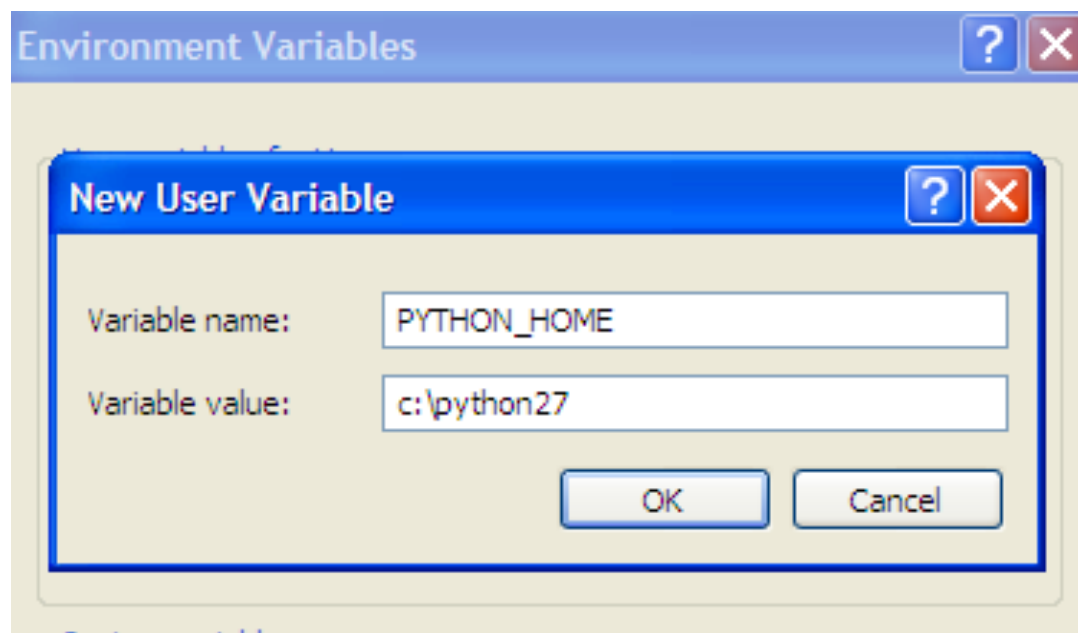 Environment Variables
New User Variable
Variable name:
PYTHON_HOME
Variable value:
c:\python27
OK
Cancel